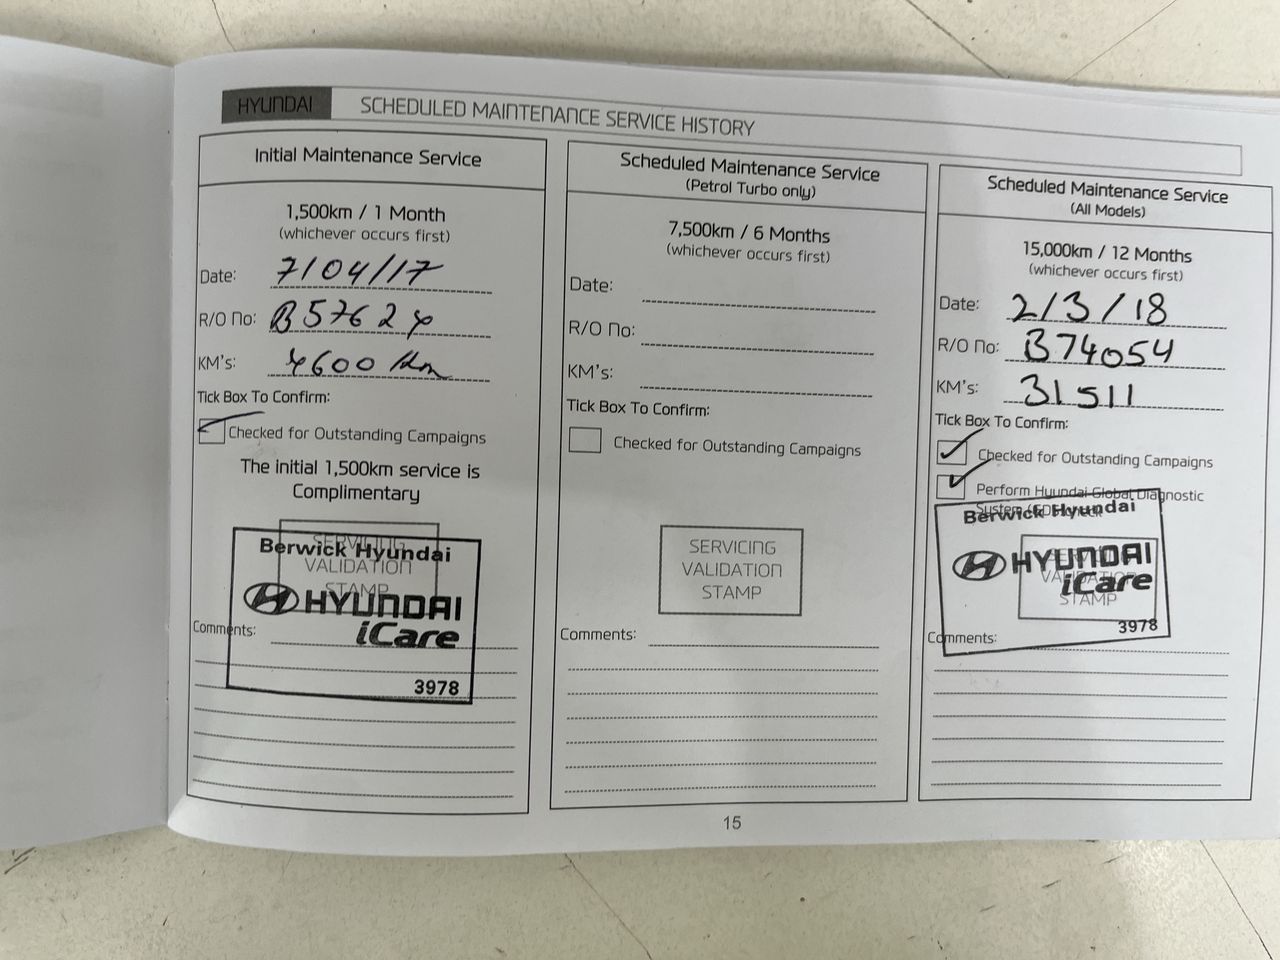 HYUNDAI SCHEDULED MAINTENANCE SERVICE HISTORY
Initial Maintenance Service
1,500km / 1 Month
(whichever occurs first)
Date: 7/04/17
R/O No: B57624
KM's: 4600 km
Tick Box To Confirm:
Checked for Outstanding Campaigns
The initial 1,500km service is
Complimentary
SERVICING
VALIDATION
STAMP
Berwick Hyundai
HYUNDAI
iCare
3978
Comments:
Scheduled Maintenance Service
(Petrol Turbo only)
7,500km / 6 Months
(whichever occurs first)
Date:
R/O No:
KM's:
Tick Box To Confirm:
Checked for Outstanding Campaigns
SERVICING
VALIDATION
STAMP
Comments:
Scheduled Maintenance Service
(All Models)
15,000km / 12 Months
(whichever occurs first)
Date: 2/3/18
R/O No: B74054
KM's: 31511
Tick Box To Confirm:
Checked for Outstanding Campaigns
Perform Hyundai Global Diagnostic
System
Berwick Hyundai
HYUNDAI
iCare
STAMP
3978
Comments:
15